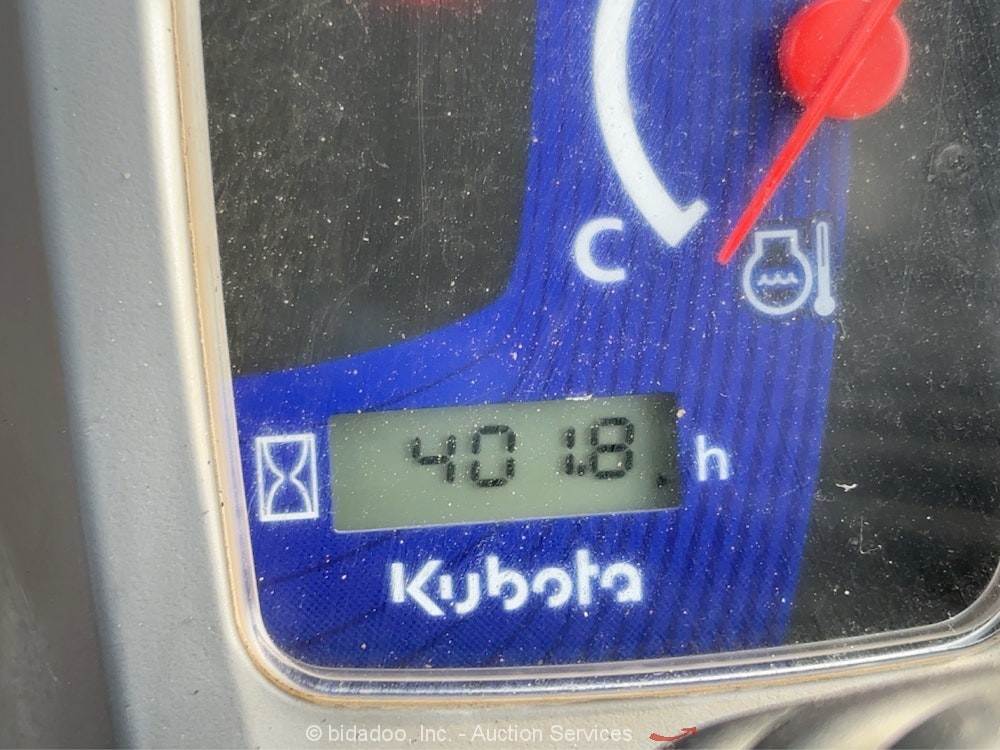 C
401.8 h
Kubota
© bidadoo, Inc. - Auction Services